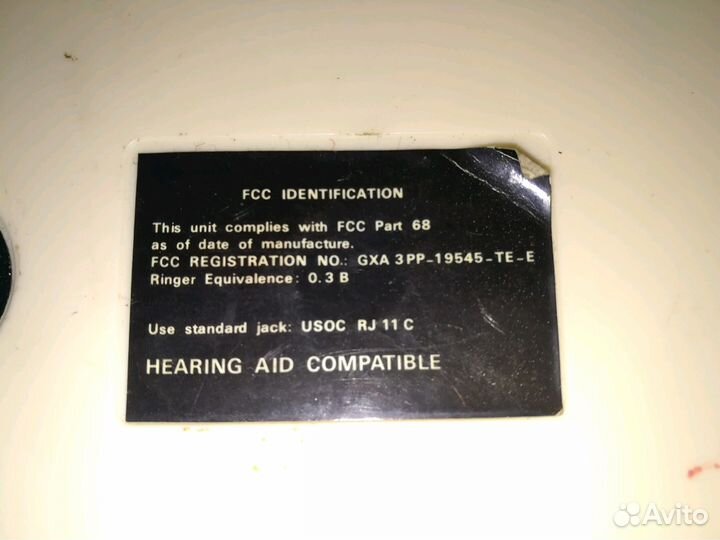 FCC IDENTIFICATION
This unit complies with FCC Part 68
as of date of manufacture.
FCC REGISTRATION NO.: GXA 3PP-19545-TE-E
Ringer Equivalence: 0.3 B
Use standard jack: USOC RJ 11 C
HEARING AID COMPATIBLE
Avito